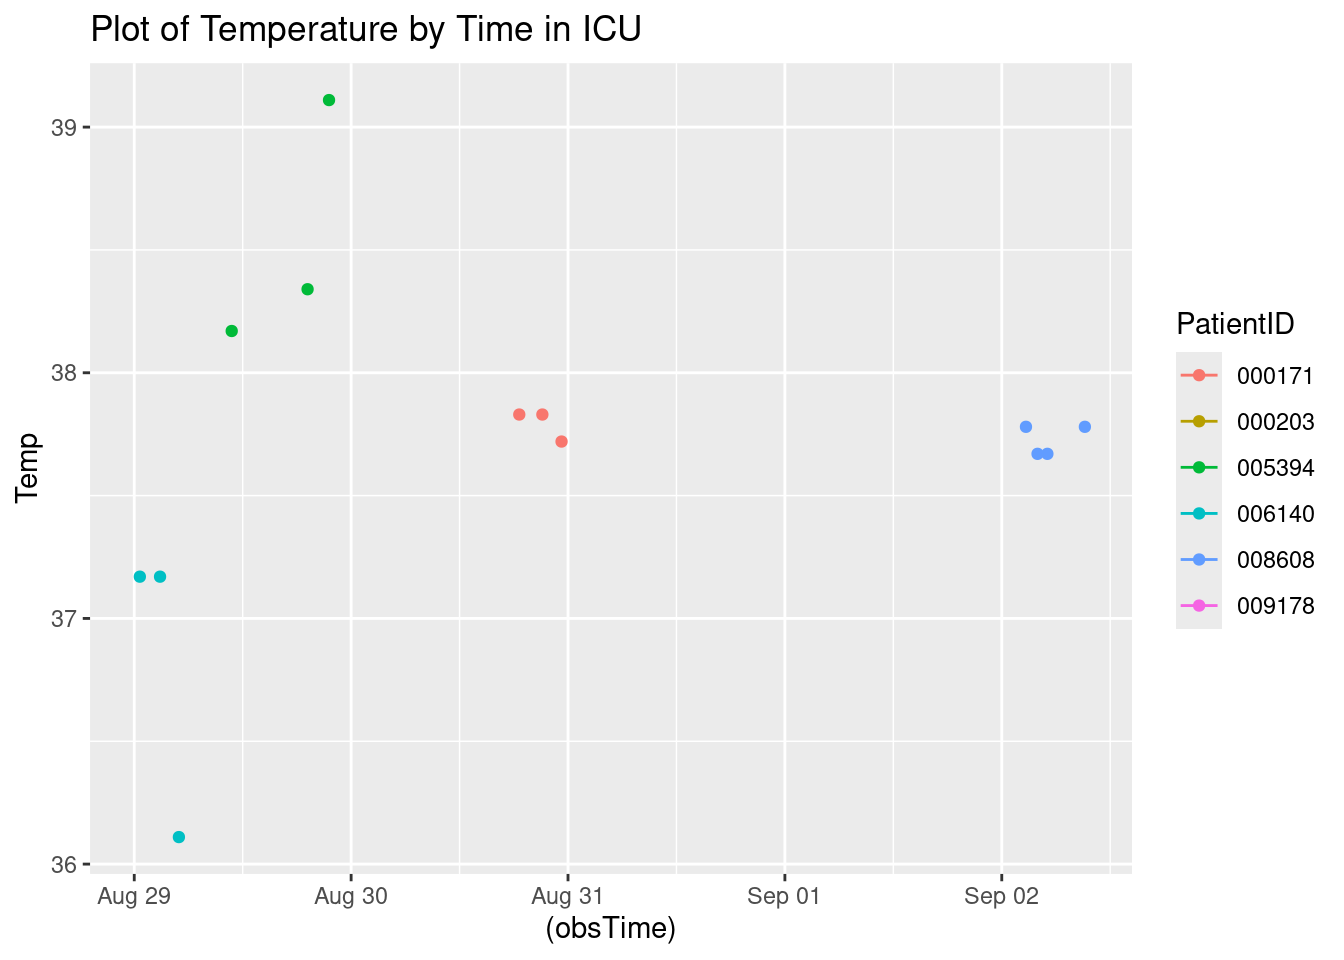 Plot of Temperature by Time in ICU
39
38
37
36
Temp
Aug 29 Aug 30 Aug 31 Sep 01 Sep 02
(obsTime)
PatientID
000171
000203
005394
006140
008608
009178